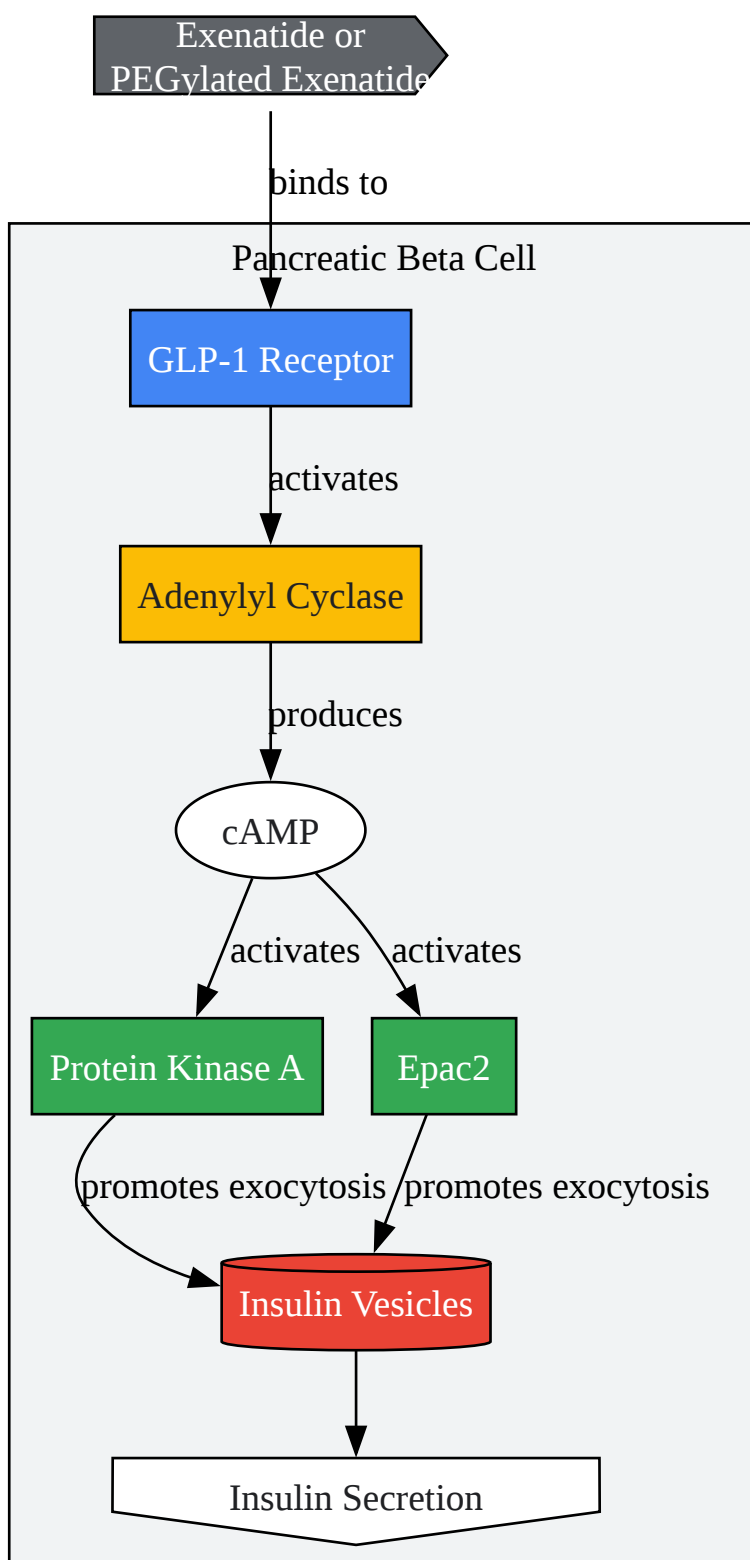 Exenatide or
PEGylated Exenatide
binds to
Pancreatic Beta Cell
GLP-1 Receptor
activates
Adenylyl Cyclase
produces
cAMP
activates activates
Protein Kinase A Epac2
promotes exocytosis promotes exocytosis
Insulin Vesicles
Insulin Secretion